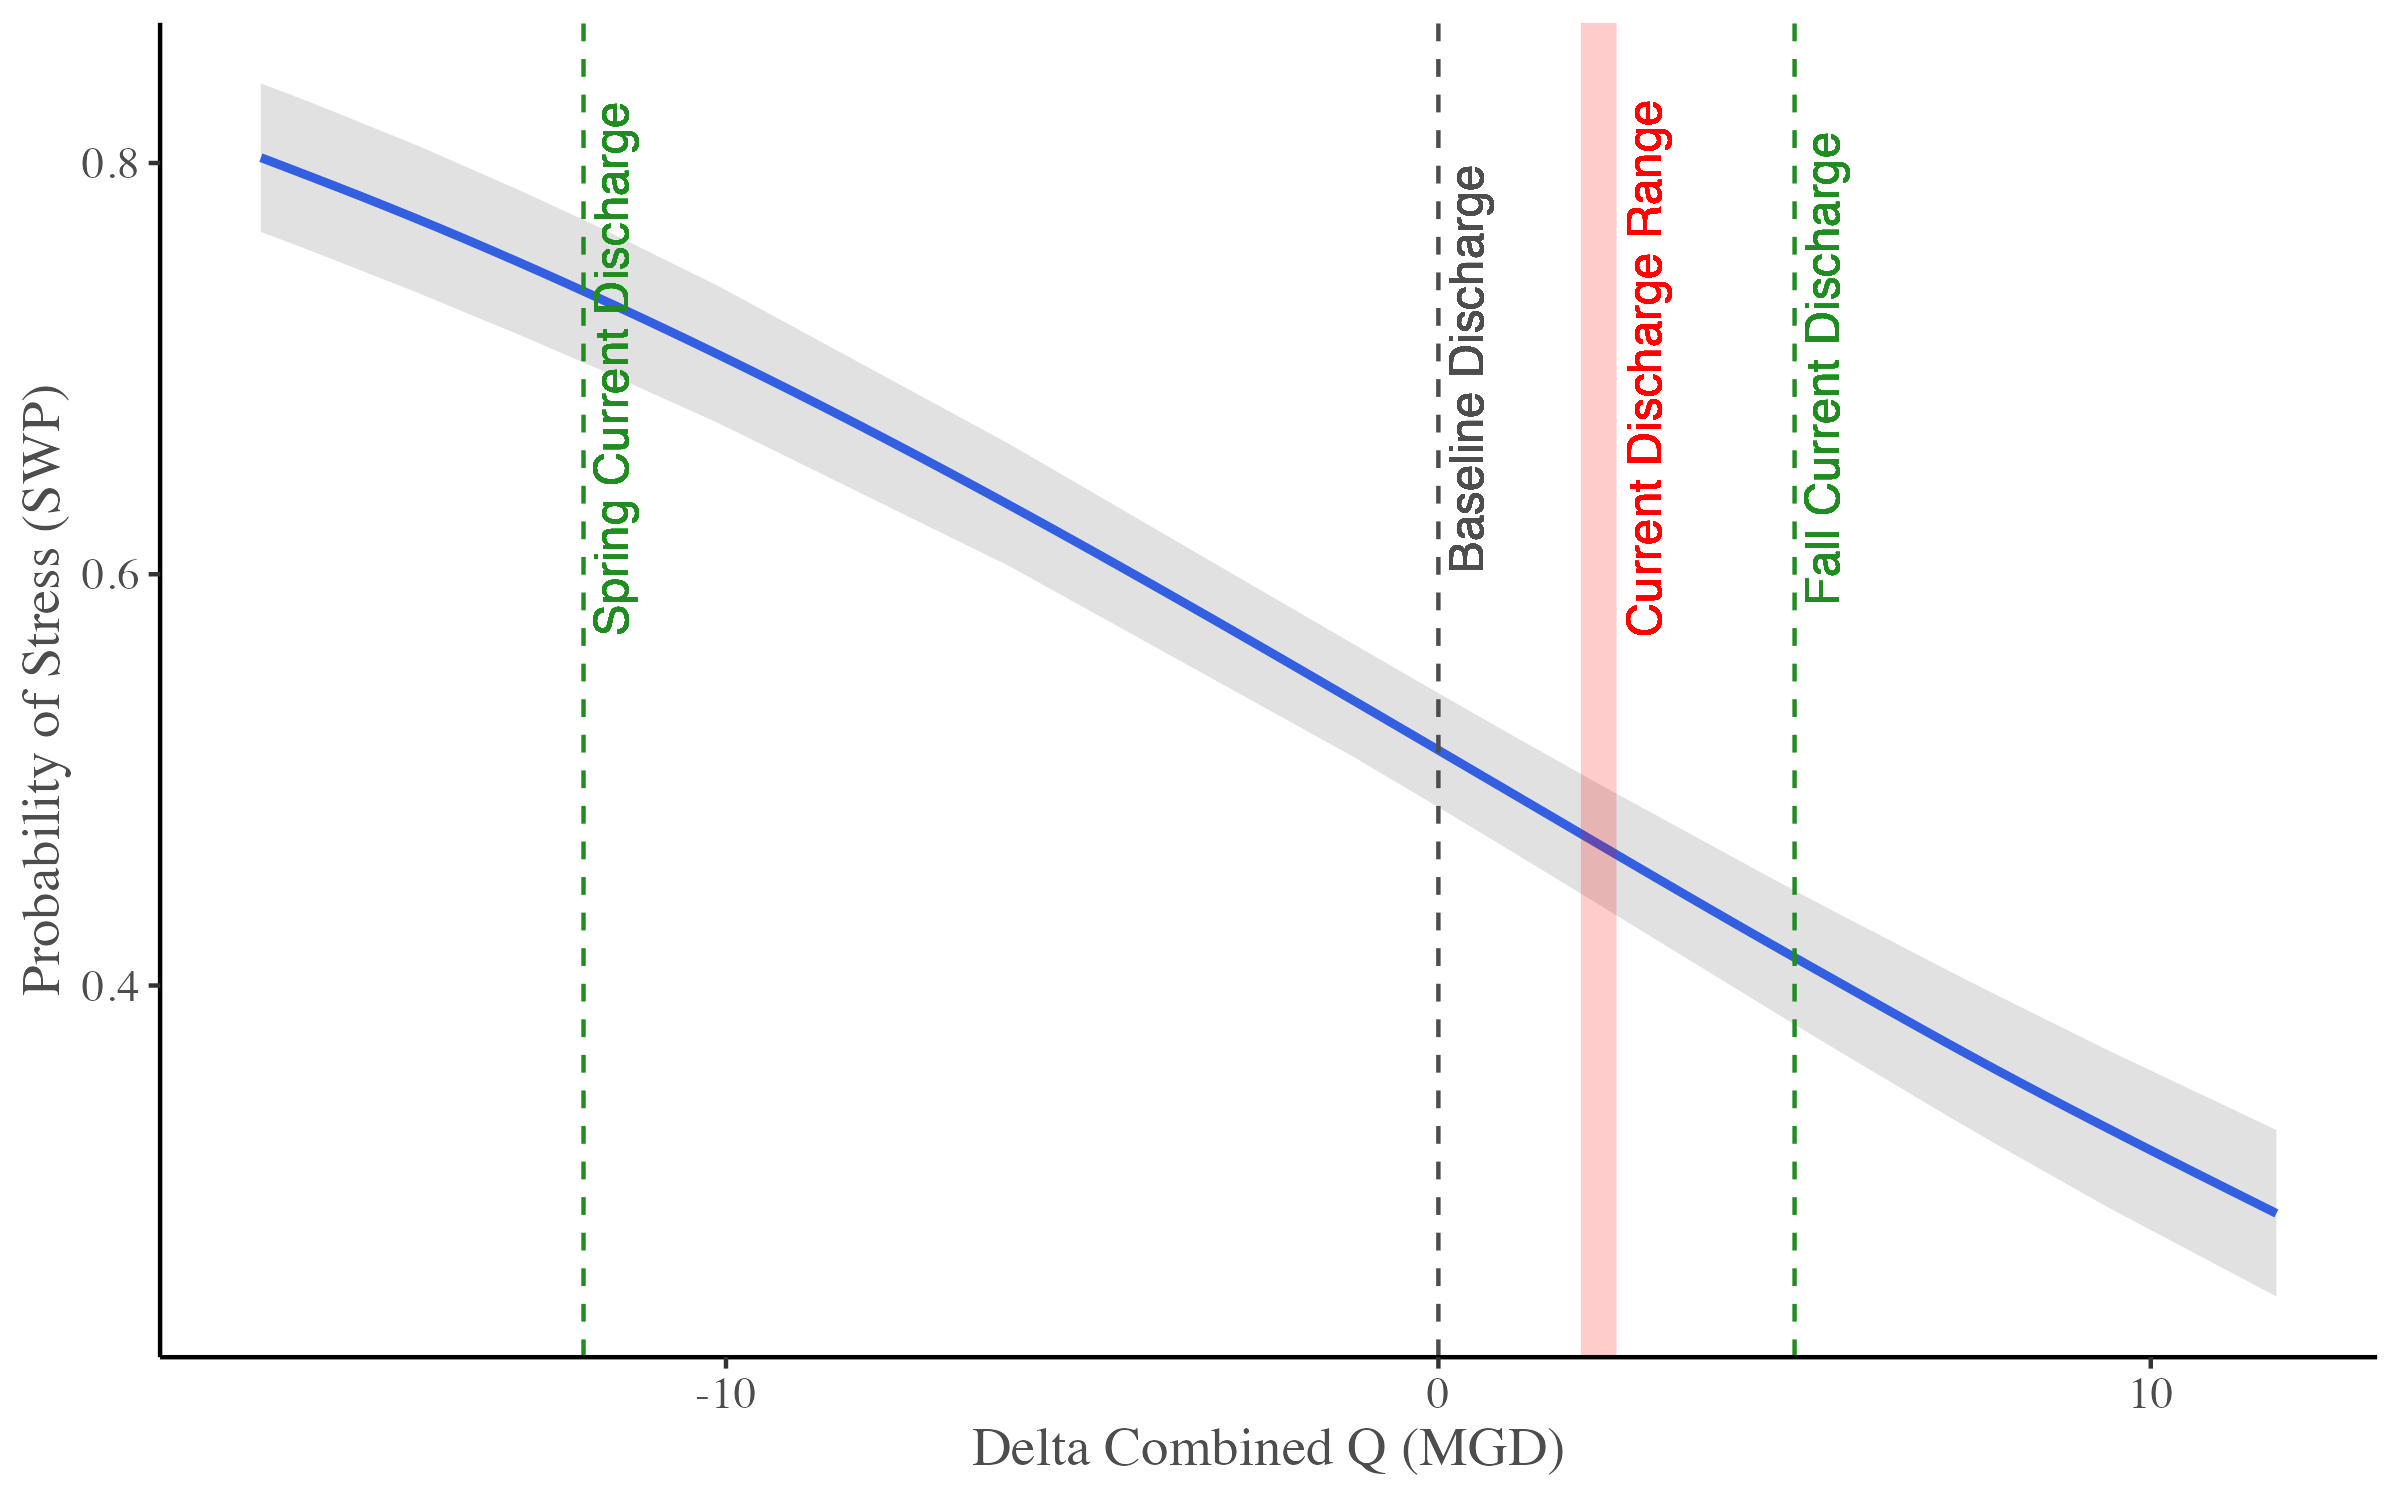 Probability of Stress (SWP)
0.8
0.6
0.4
Spring Current Discharge
Baseline Discharge
Current Discharge Range
Fall Current Discharge
-10
0
10
Delta Combined Q (MGD)